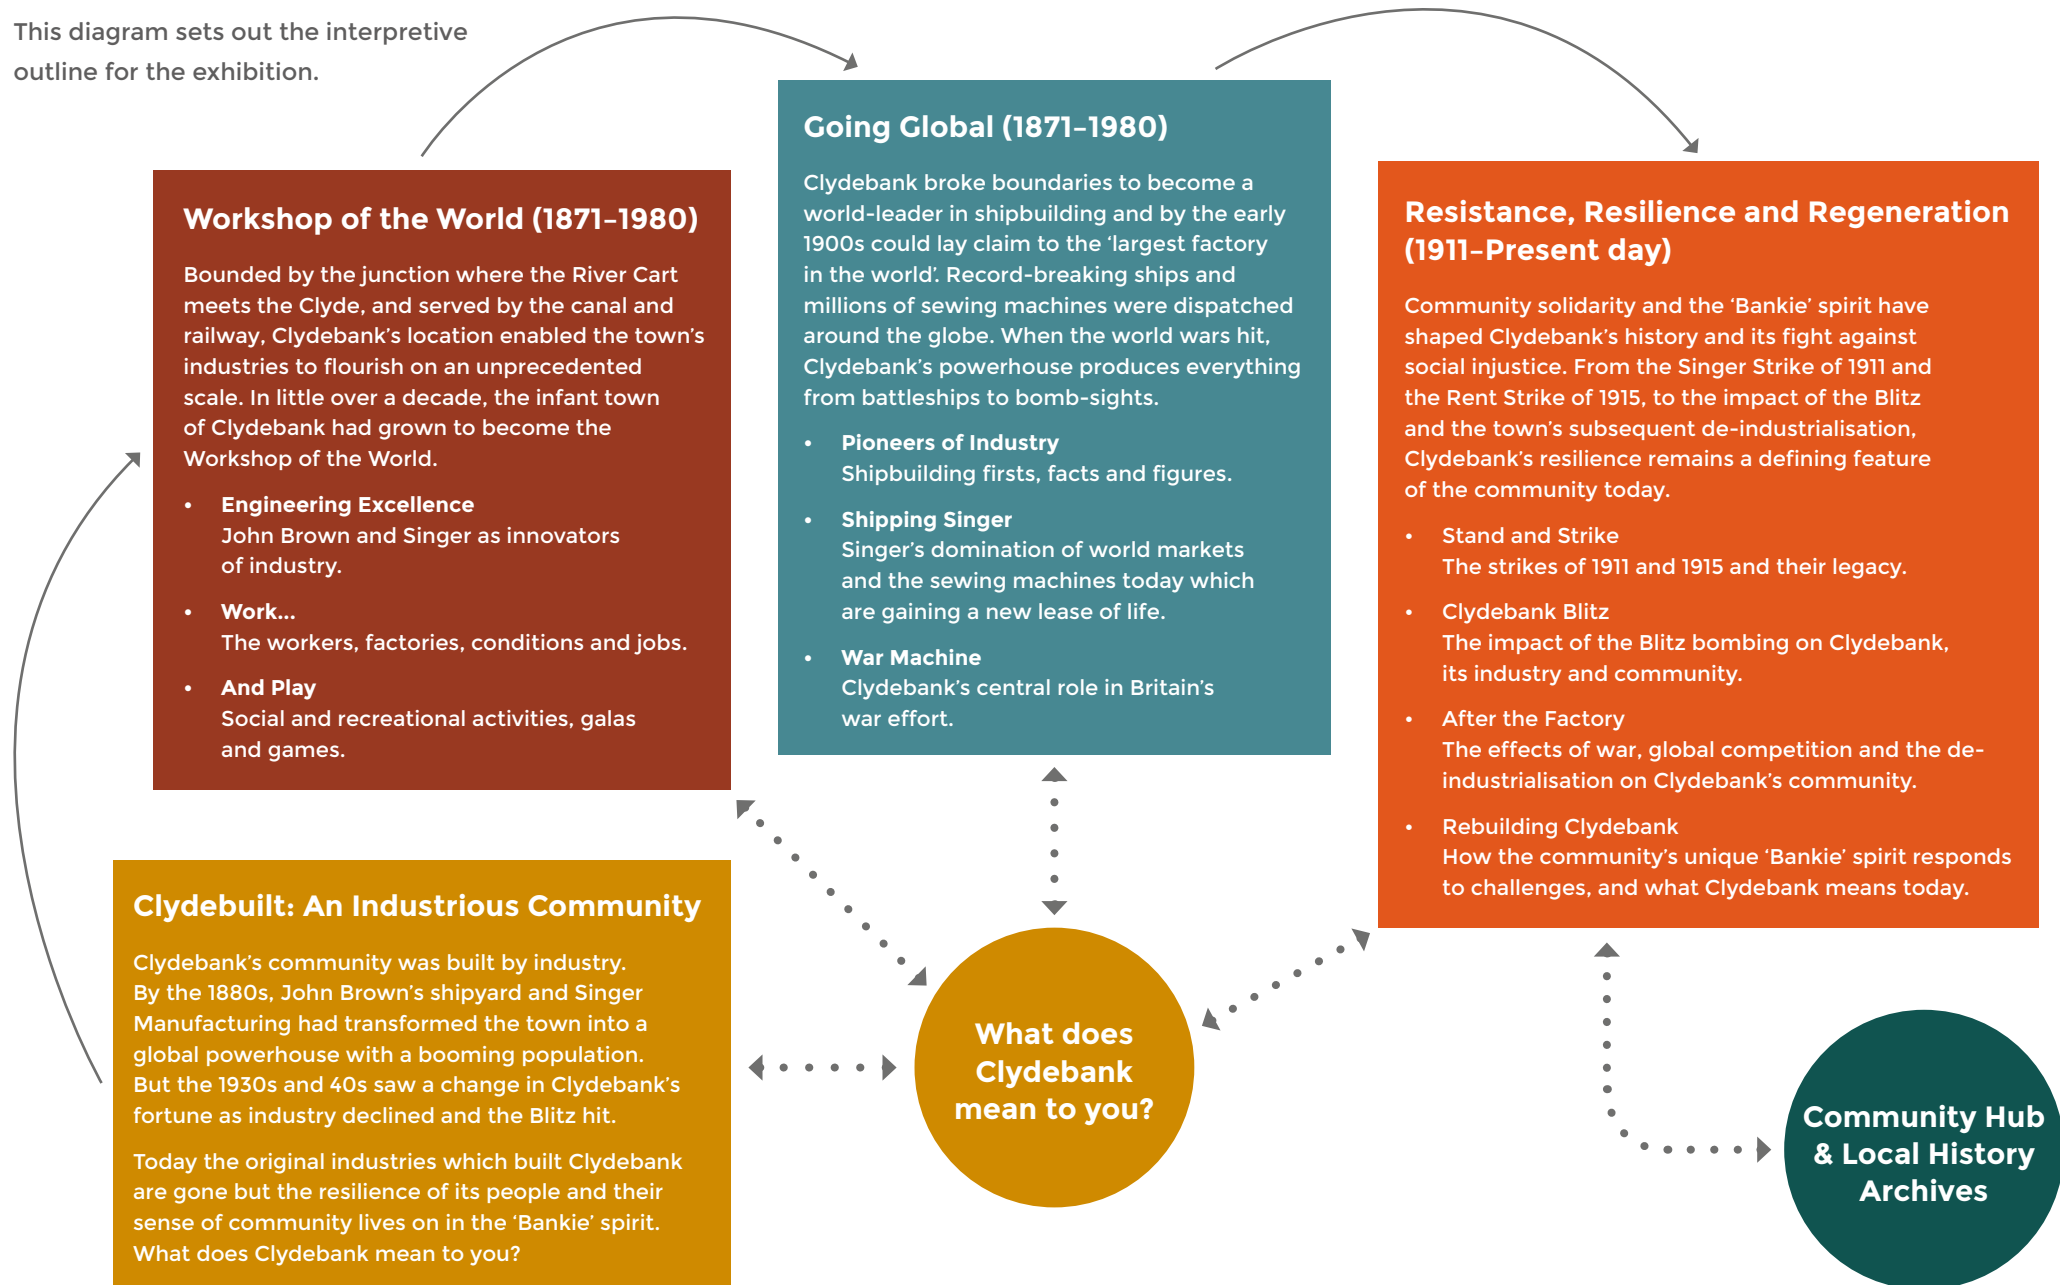 This diagram sets out the interpretive
outline for the exhibition.
Workshop of the World (1871–1980)
Bounded by the junction where the River Cart
meets the Clyde, and served by the canal and
railway, Clydebank’s location enabled the town’s
industries to flourish on an unprecedented
scale. In little over a decade, the infant town
of Clydebank had grown to become the
Workshop of the World.
• Engineering Excellence
John Brown and Singer as innovators
of industry.
• Work...
The workers, factories, conditions and jobs.
• And Play
Social and recreational activities, galas
and games.
Going Global (1871–1980)
Clydebank broke boundaries to become a
world-leader in shipbuilding and by the early
1900s could lay claim to the ‘largest factory
in the world’. Record-breaking ships and
millions of sewing machines were dispatched
around the globe. When the world wars hit,
Clydebank’s powerhouse produces everything
from battleships to bomb-sights.
• Pioneers of Industry
Shipbuilding firsts, facts and figures.
• Shipping Singer
Singer’s domination of world markets
and the sewing machines today which
are gaining a new lease of life.
• War Machine
Clydebank’s central role in Britain’s
war effort.
Resistance, Resilience and Regeneration
(1911–Present day)
Community solidarity and the ‘Bankie’ spirit have
shaped Clydebank’s history and its fight against
social injustice. From the Singer Strike of 1911 and
the Rent Strike of 1915, to the impact of the Blitz
and the town’s subsequent de-industrialisation,
Clydebank’s resilience remains a defining feature
of the community today.
• Stand and Strike
The strikes of 1911 and 1915 and their legacy.
• Clydebank Blitz
The impact of the Blitz bombing on Clydebank,
its industry and community.
• After the Factory
The effects of war, global competition and the de-
industrialisation on Clydebank’s community.
• Rebuilding Clydebank
How the community’s unique ‘Bankie’ spirit responds
to challenges, and what Clydebank means today.
Clydebuilt: An Industrious Community
Clydebank’s community was built by industry.
By the 1880s, John Brown’s shipyard and Singer
Manufacturing had transformed the town into a
global powerhouse with a booming population.
But the 1930s and 40s saw a change in Clydebank’s
fortune as industry declined and the Blitz hit.
Today the original industries which built Clydebank
are gone but the resilience of its people and their
sense of community lives on in the ‘Bankie’ spirit.
What does Clydebank mean to you?
What does
Clydebank
mean to you?
Community Hub
& Local History
Archives